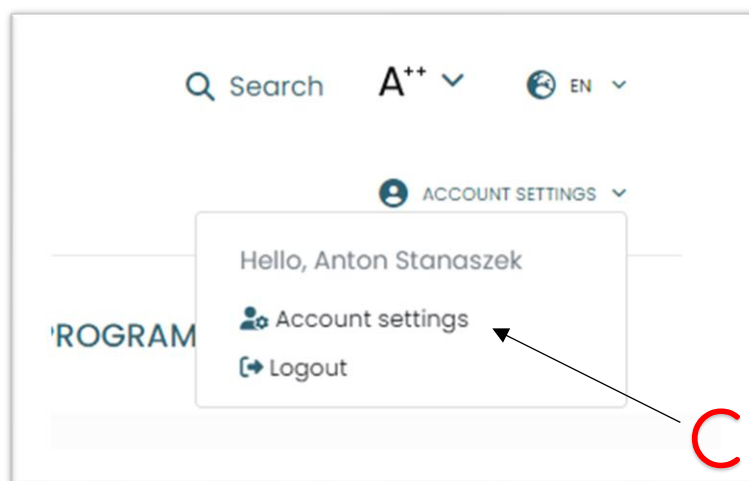 Search A++ EN
ACCOUNT SETTINGS
Hello, Anton Stanaszek
Account settings
PROGRAM
Logout
C